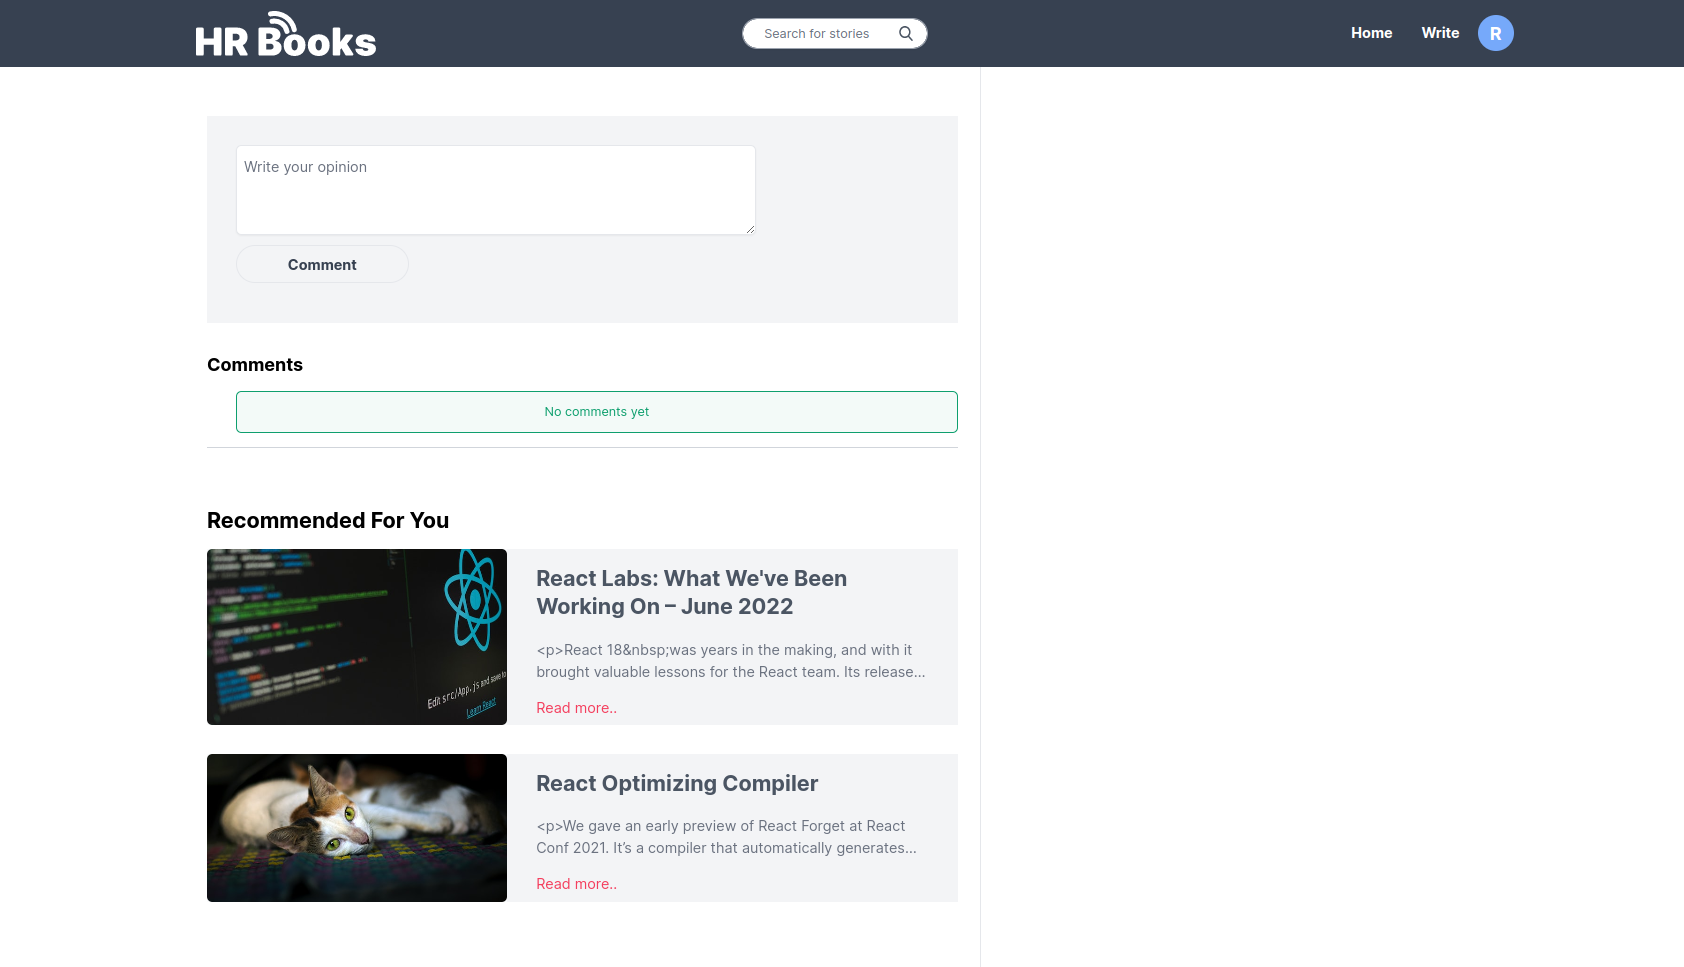 HR Books
Search for stories
Home
Write
R
Write your opinion
Comment
Comments
No comments yet
Recommended For You
Edit src/App.js and save to
Learn React
React Labs: What We've Been
Working On – June 2022
<p>React 18&nbsp;was years in the making, and with it
brought valuable lessons for the React team. Its release...
Read more..
React Optimizing Compiler
<p>We gave an early preview of React Forget at React
Conf 2021. It’s a compiler that automatically generates...
Read more..